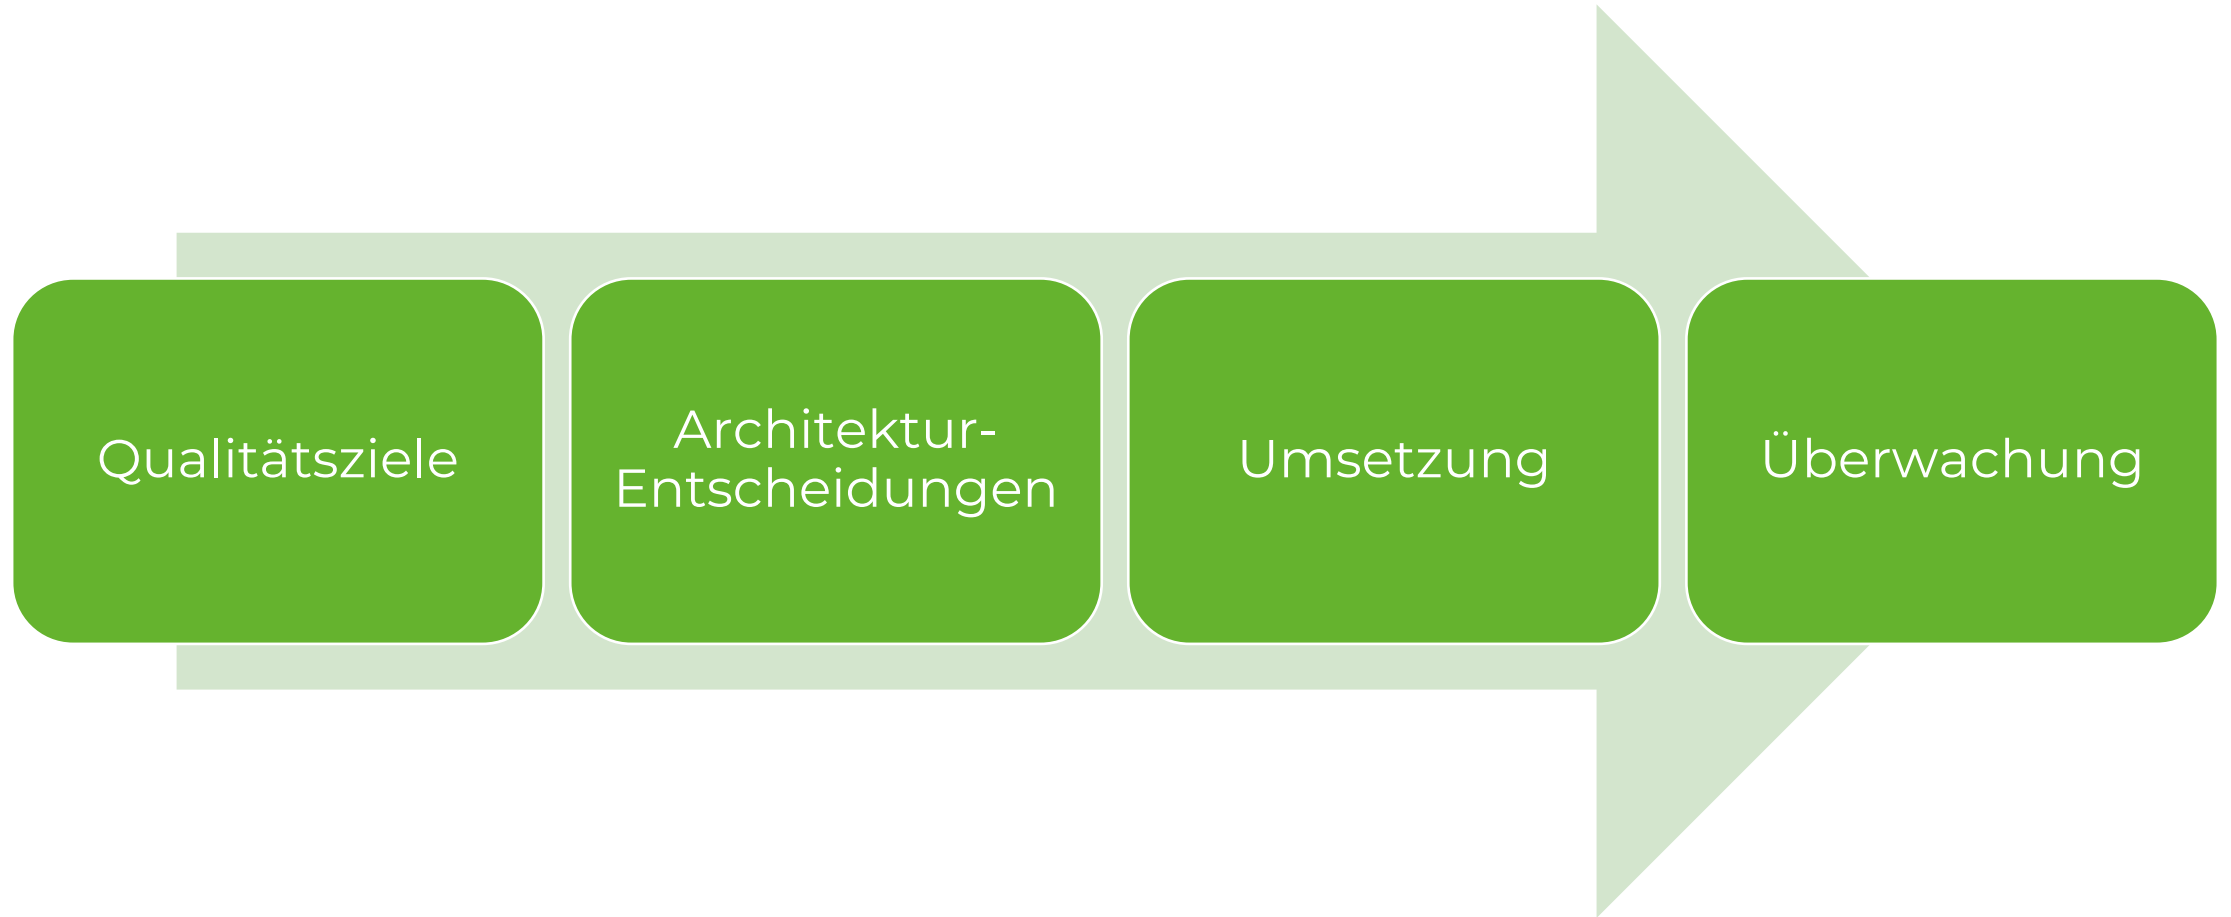 Qualitätsziele
Architektur-
Entscheidungen
Umsetzung
Überwachung